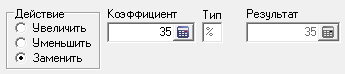 Действие
Увеличить
Уменьшить
Заменить
Коэффициент
35
Тип
%
Результат
35